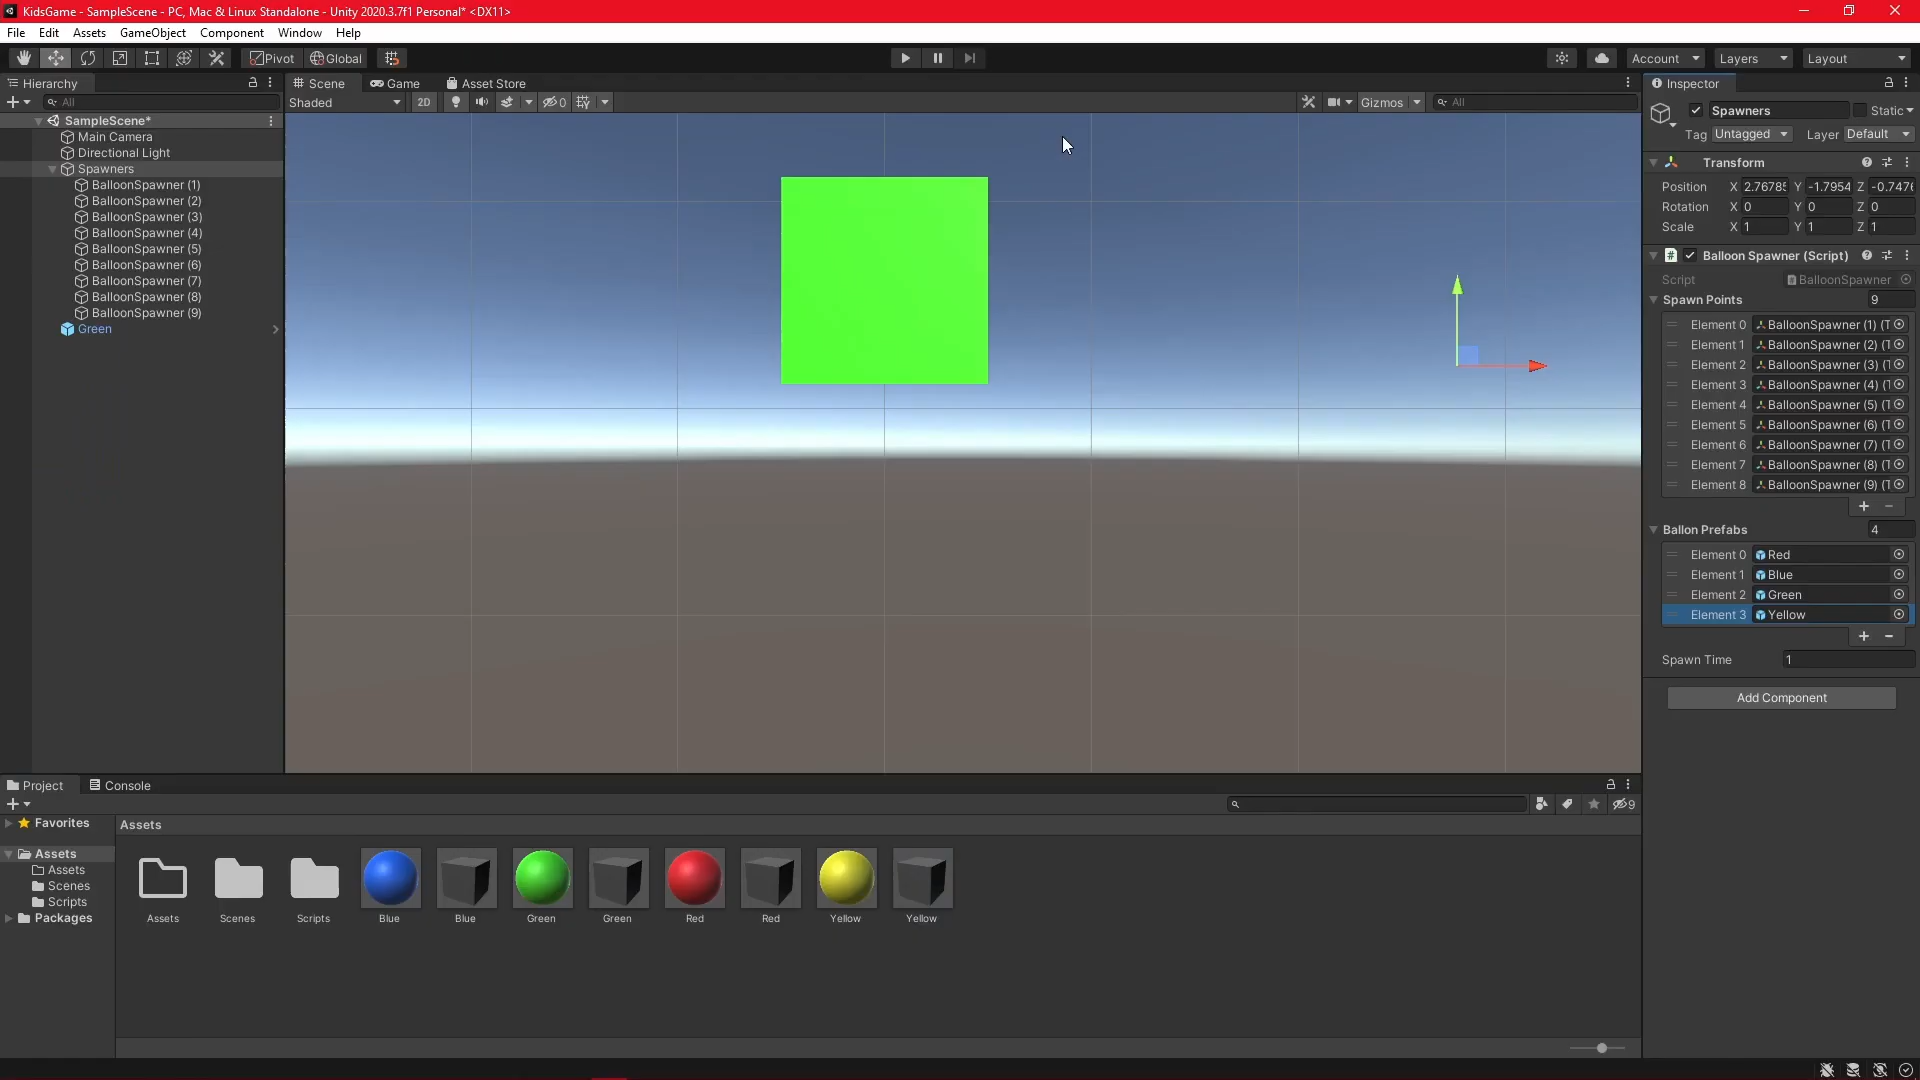 KidsGame - SampleScene - PC, Mac & Linux Standalone - Unity 2020.3.7f1 Personal* <DX11>
File Edit Assets GameObject Component Window Help
Pivot Global Account Layers Layout
Hierarchy
All
SampleScene*
Main Camera
Directional Light
Spawners
BalloonSpawner (1)
BalloonSpawner (2)
BalloonSpawner (3)
BalloonSpawner (4)
BalloonSpawner (5)
BalloonSpawner (6)
BalloonSpawner (7)
BalloonSpawner (8)
BalloonSpawner (9)
Green
Scene Game Asset Store
Shaded 2D 0 Gizmos All
Inspector
Spawners Static
Tag Untagged Layer Default
Transform
Position X 2.76785 Y -1.7954 Z -0.7476
Rotation X 0 Y 0 Z 0
Scale X 1 Y 1 Z 1
Balloon Spawner (Script)
Script BalloonSpawner
Spawn Points 9
Element 0 BalloonSpawner (1) (T
Element 1 BalloonSpawner (2) (T
Element 2 BalloonSpawner (3) (T
Element 3 BalloonSpawner (4) (T
Element 4 BalloonSpawner (5) (T
Element 5 BalloonSpawner (6) (T
Element 6 BalloonSpawner (7) (T
Element 7 BalloonSpawner (8) (T
Element 8 BalloonSpawner (9) (T
Ballon Prefabs 4
Element 0 Red
Element 1 Blue
Element 2 Green
Element 3 Yellow
Spawn Time 1
Add Component
Project Console
9
Favorites
Assets
Assets
Scenes
Scripts
Packages
Assets
Assets Scenes Scripts Blue Blue Green Green Red Red Yellow Yellow